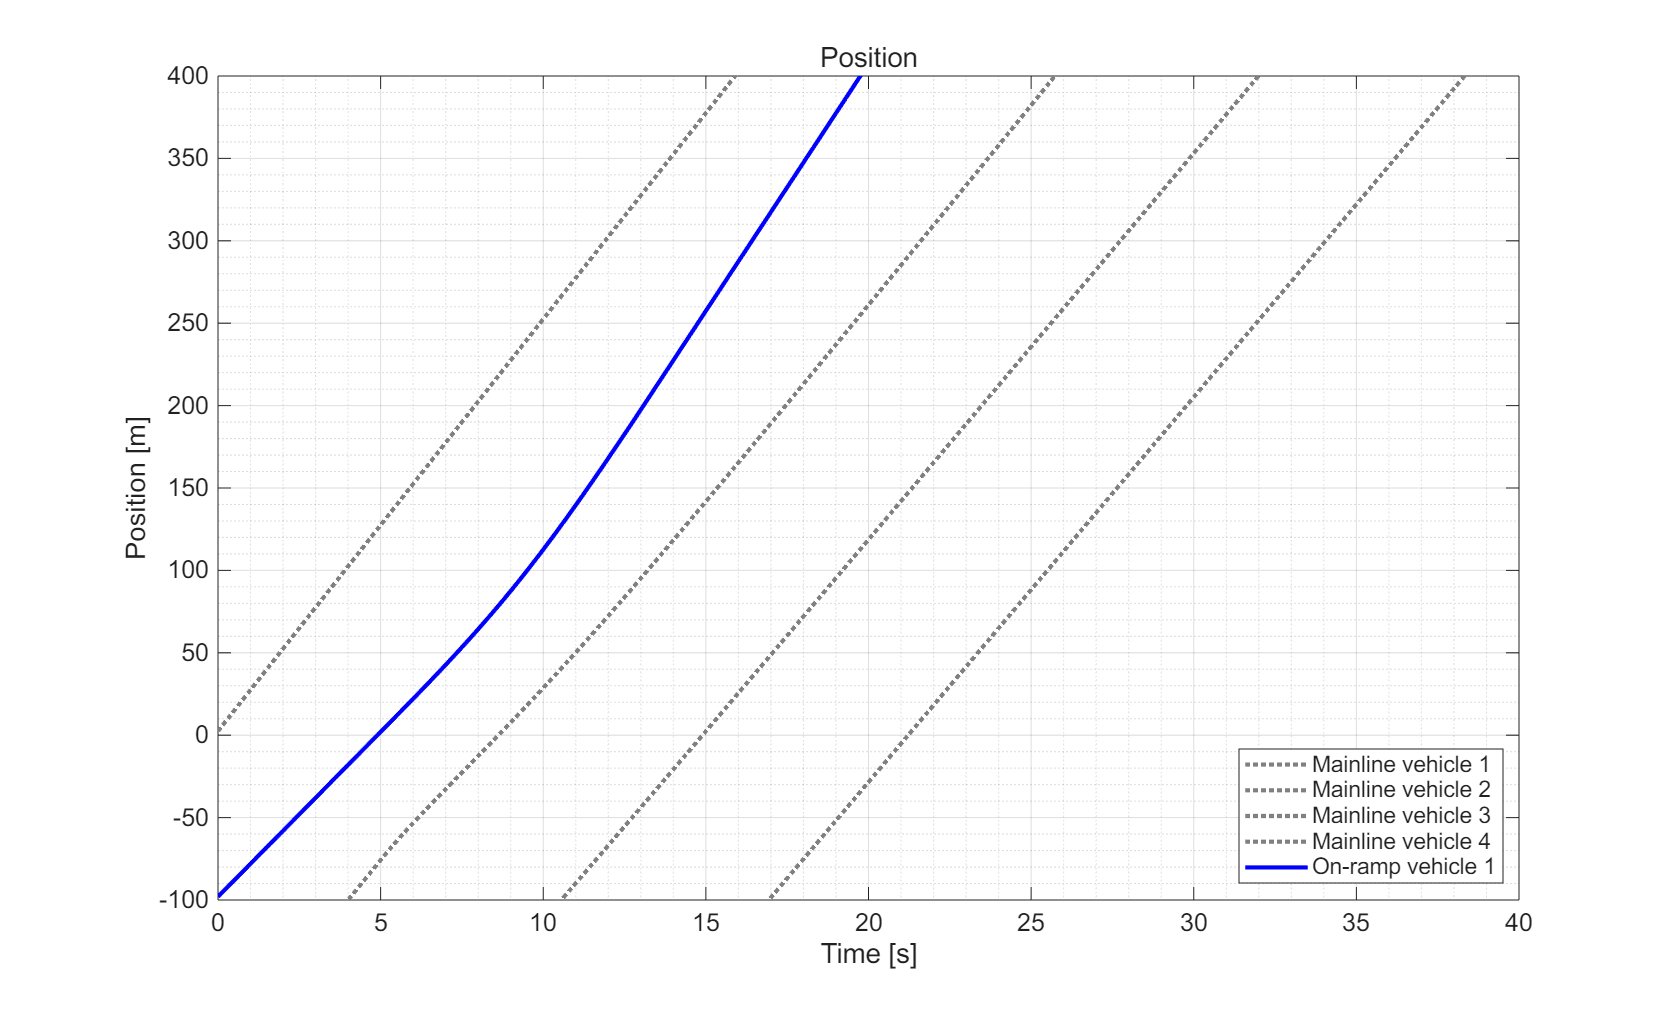 Position
400
350
300
250
200
150
100
50
0
-50
-100
Position [m]
0 5 10 15 20 25 30 35 40
Time [s]
Mainline vehicle 1
Mainline vehicle 2
Mainline vehicle 3
Mainline vehicle 4
On-ramp vehicle 1